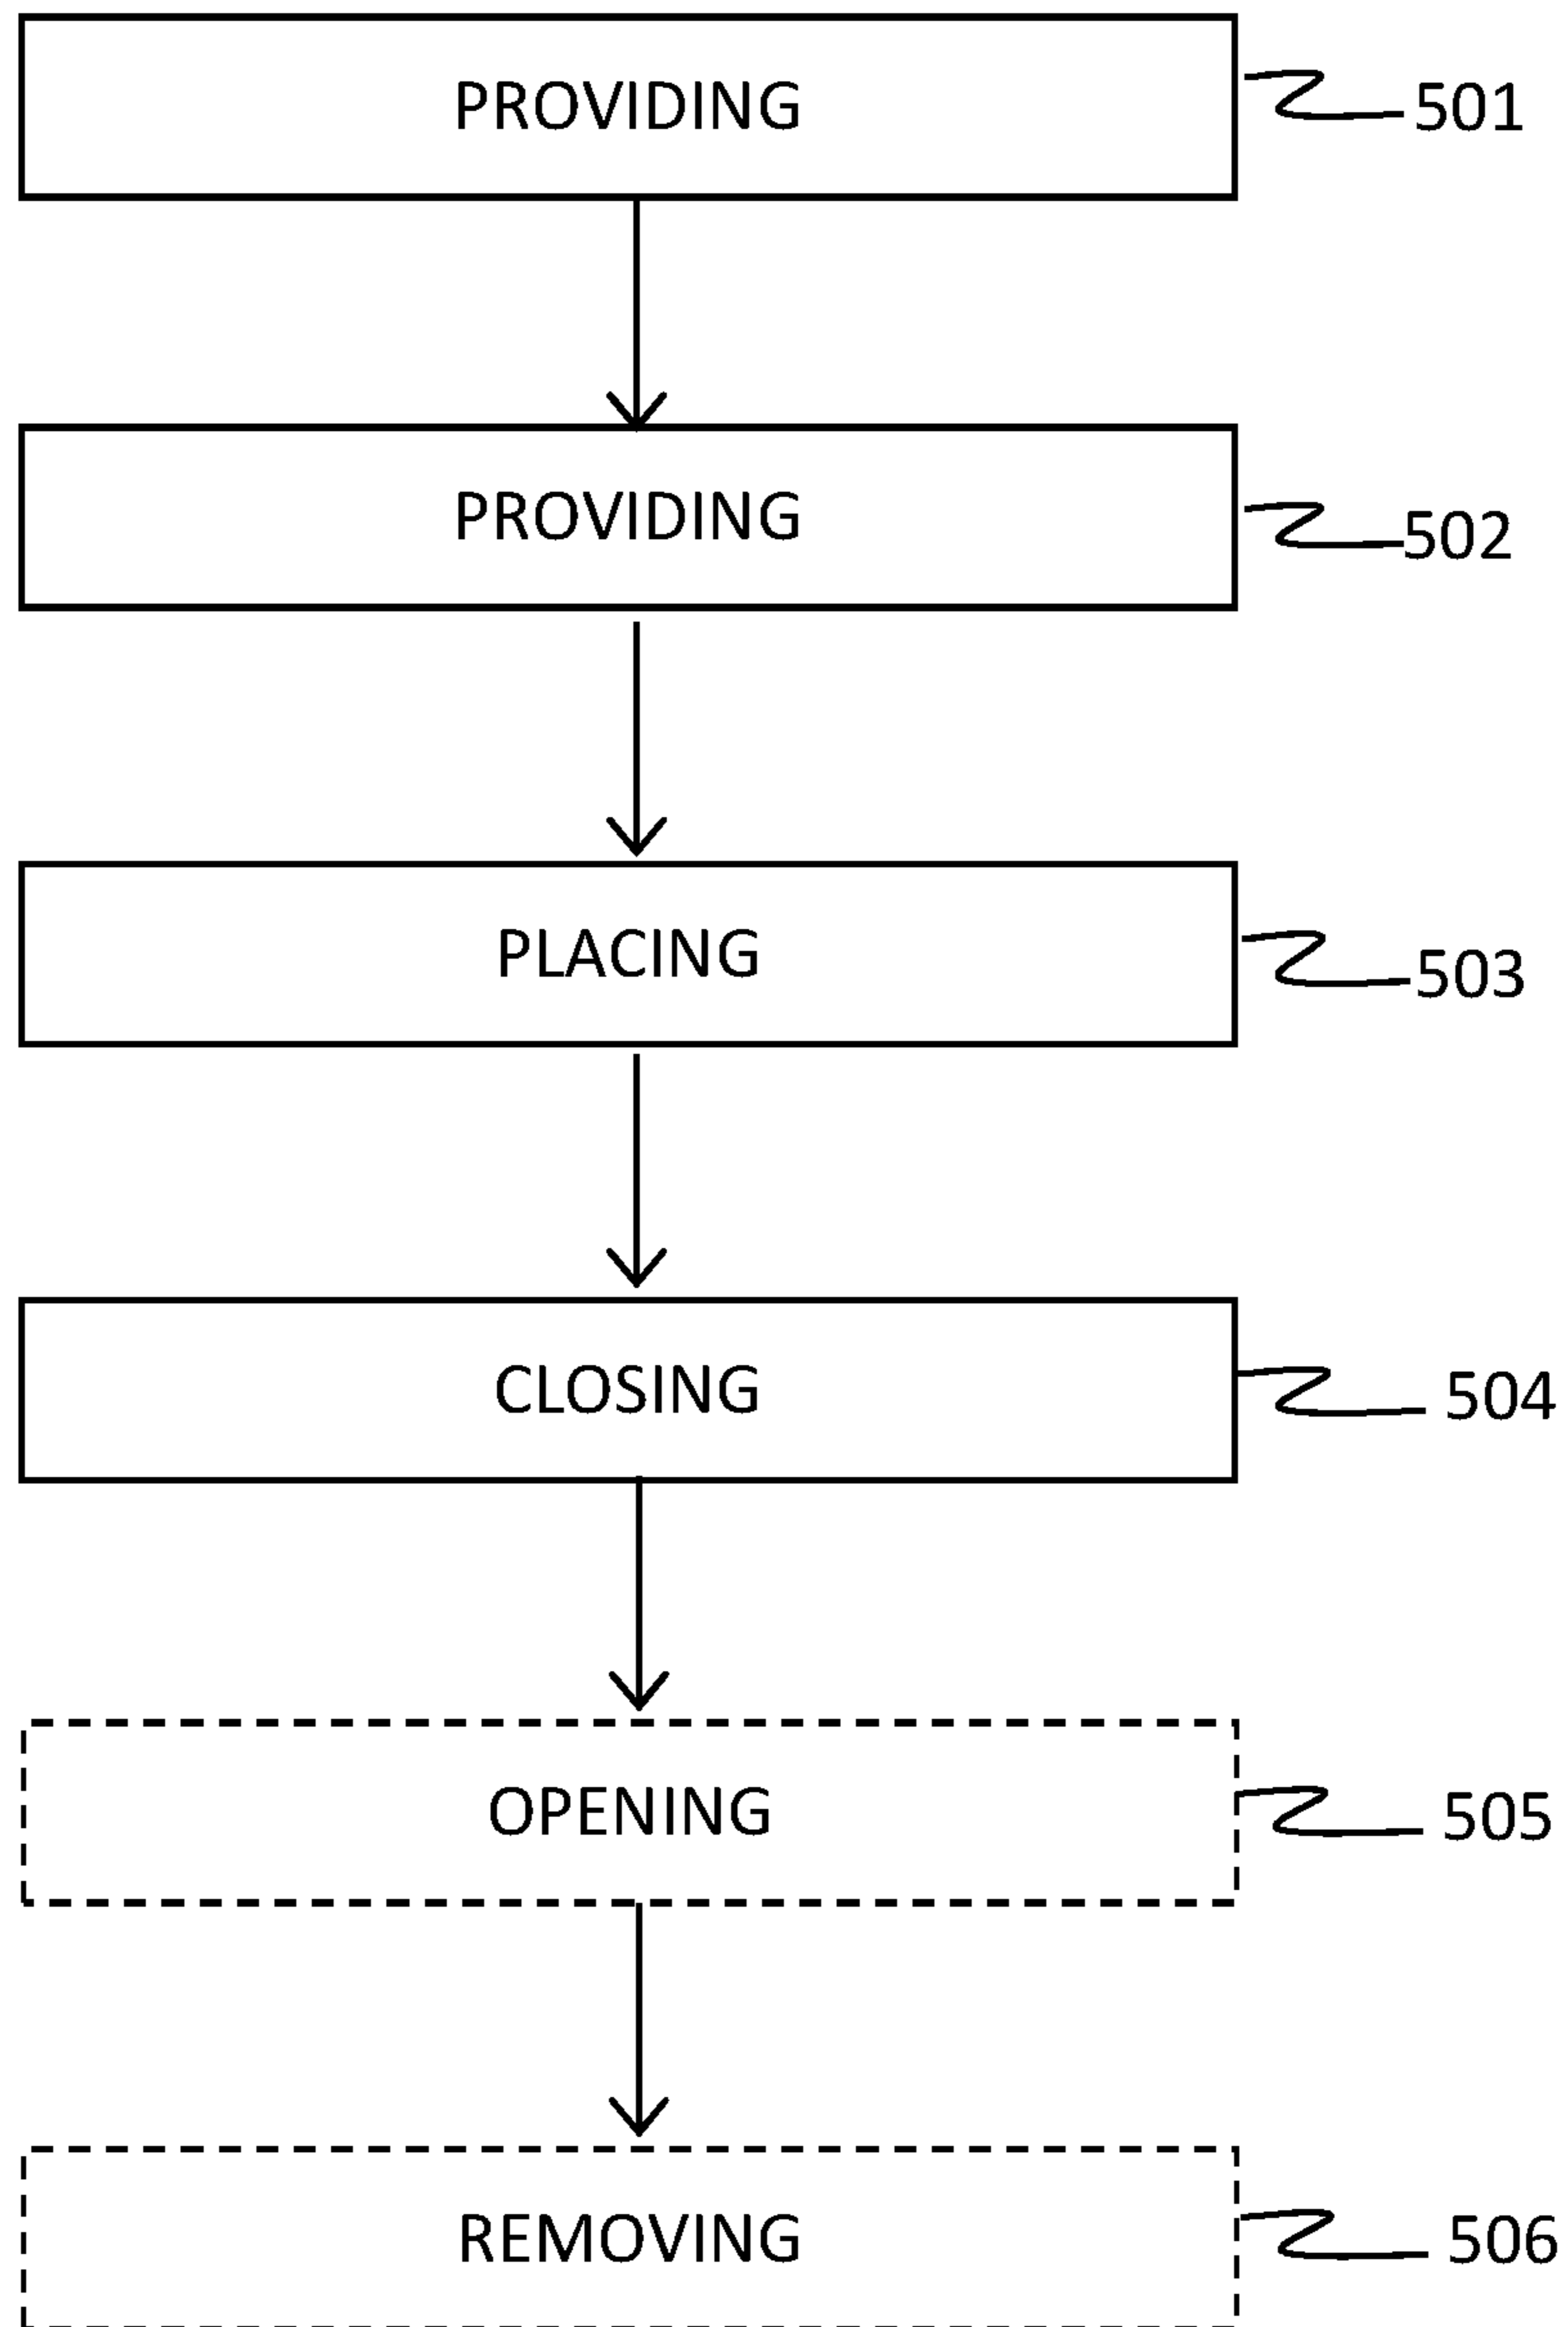 PROVIDING 501
PROVIDING 502
PLACING 503
CLOSING 504
OPENING 505
REMOVING 506